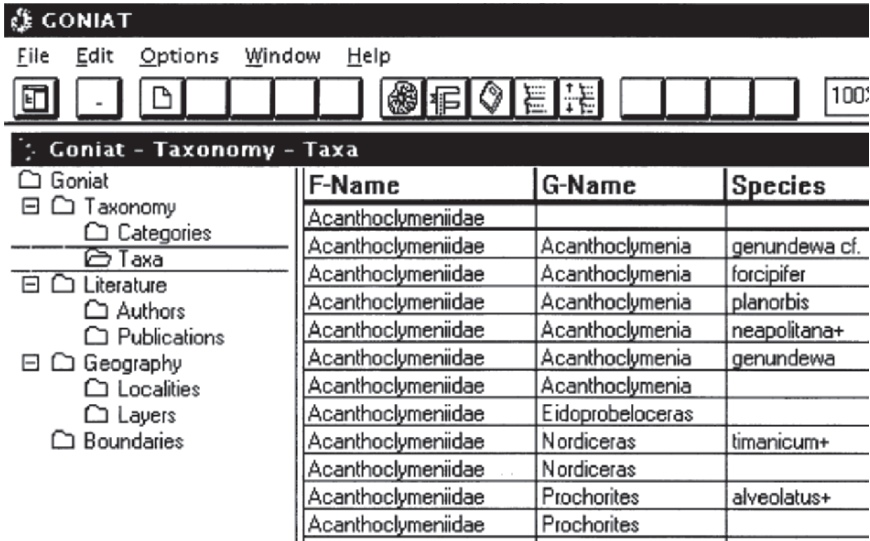 GONIAT
File Edit Options Window Help
100%
Goniat - Taxonomy - Taxa
Goniat
Taxonomy
Categories
Taxa
Literature
Authors
Publications
Geography
Localities
Layers
Boundaries
F-Name G-Name Species
Acanthoclymeniidae
Acanthoclymeniidae Acanthoclymenia genundewa cf.
Acanthoclymeniidae Acanthoclymenia forcipifer
Acanthoclymeniidae Acanthoclymenia planorbis
Acanthoclymeniidae Acanthoclymenia neapolitana+
Acanthoclymeniidae Acanthoclymenia genundewa
Acanthoclymeniidae Acanthoclymenia
Acanthoclymeniidae Eidoprobeloceras
Acanthoclymeniidae Nordiceras timanicum+
Acanthoclymeniidae Nordiceras
Acanthoclymeniidae Prochorites alveolatus+
Acanthoclymeniidae Prochorites